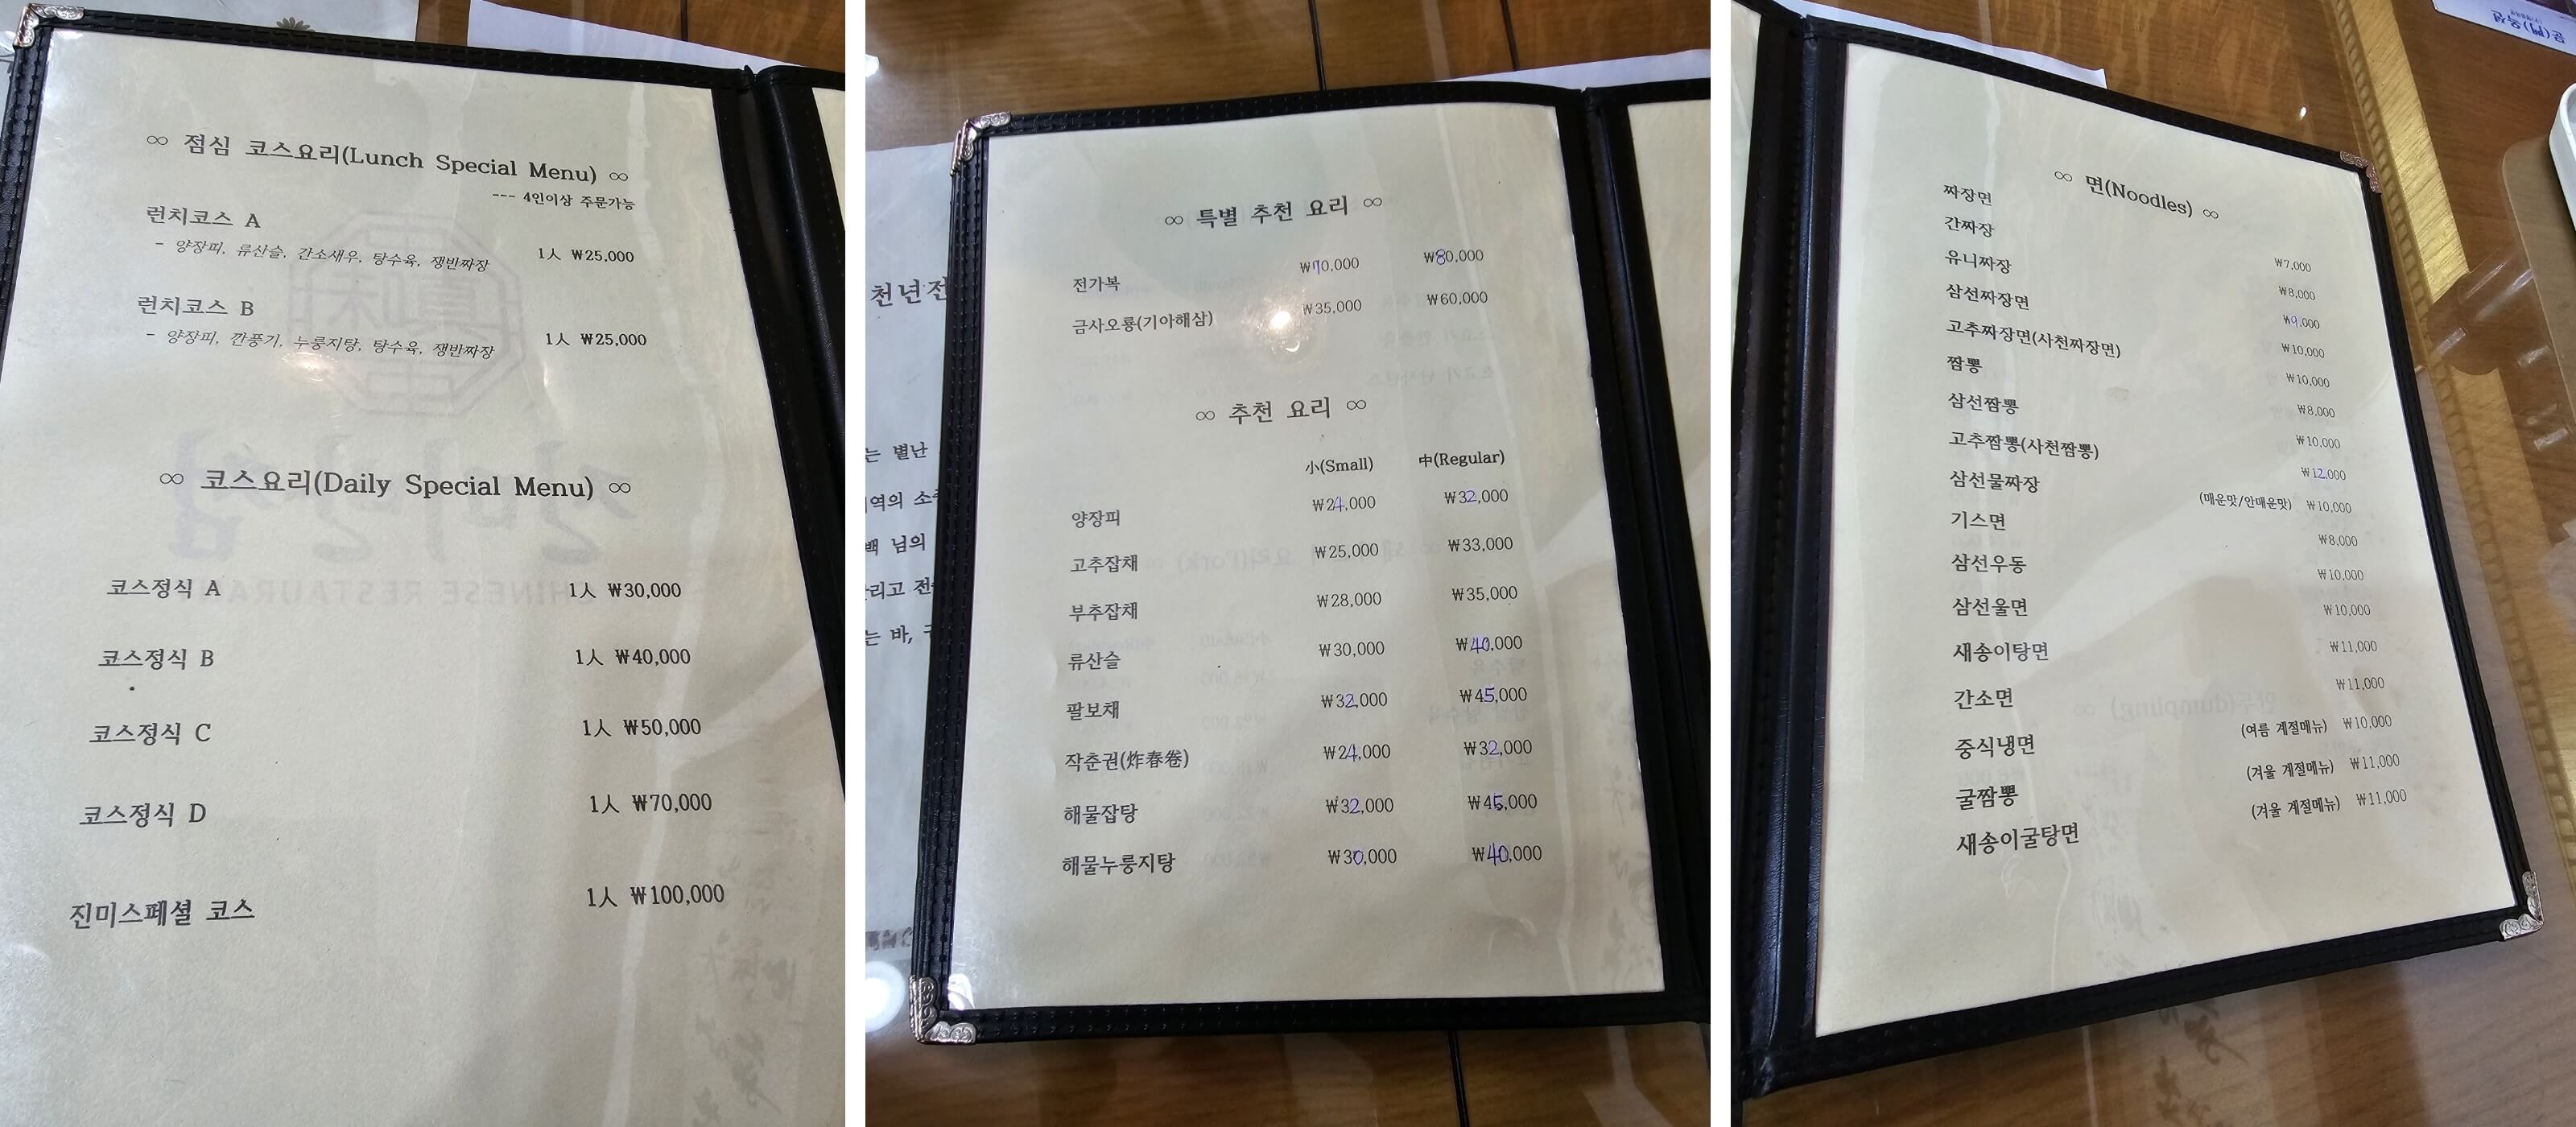 ∞ 점심 코스요리(Lunch Special Menu) ∞
--- 4인이상 주문가능
런치코스 A
- 양장피, 류산슬, 간소새우, 탕수육, 쟁반짜장 1人 ₩25,000
런치코스 B
- 양장피, 깐풍기, 누룽지탕, 탕수육, 쟁반짜장 1人 ₩25,000
∞ 코스요리(Daily Special Menu) ∞
코스정식 A 1人 ₩30,000
코스정식 B 1人 ₩40,000
코스정식 C 1人 ₩50,000
코스정식 D 1人 ₩70,000
진미스페셜 코스 1人 ₩100,000
천년전
는 별난
역의 소
백 님의
리고 전
는 바,
∞ 특별 추천 요리 ∞
전가복 ₩70,000 ₩80,000
금사오룡(기아해삼) ₩35,000 ₩60,000
∞ 추천 요리 ∞
小(Small) 中(Regular)
양장피 ₩24,000 ₩32,000
고추잡채 ₩25,000 ₩33,000
부추잡채 ₩28,000 ₩35,000
류산슬 ₩30,000 ₩40,000
팔보채 ₩32,000 ₩45,000
작춘권(炸春卷) ₩24,000 ₩32,000
해물잡탕 ₩32,000 ₩45,000
해물누룽지탕 ₩30,000 ₩40,000
∞ 면(Noodles) ∞
짜장면 ₩7,000
간짜장 ₩8,000
유니짜장 ₩9,000
삼선짜장면 ₩10,000
고추짜장면(사천짜장면) ₩10,000
짬뽕 ₩8,000
삼선짬뽕 ₩10,000
고추짬뽕(사천짬뽕) ₩12,000
삼선물짜장 (매운맛/안매운맛) ₩10,000
기스면 ₩8,000
삼선우동 ₩10,000
삼선울면 ₩10,000
새송이탕면 ₩11,000
간소면 ₩11,000
중식냉면 (여름 계절메뉴) ₩10,000
굴짬뽕 (겨울 계절메뉴) ₩11,000
새송이굴탕면 (겨울 계절메뉴) ₩11,000